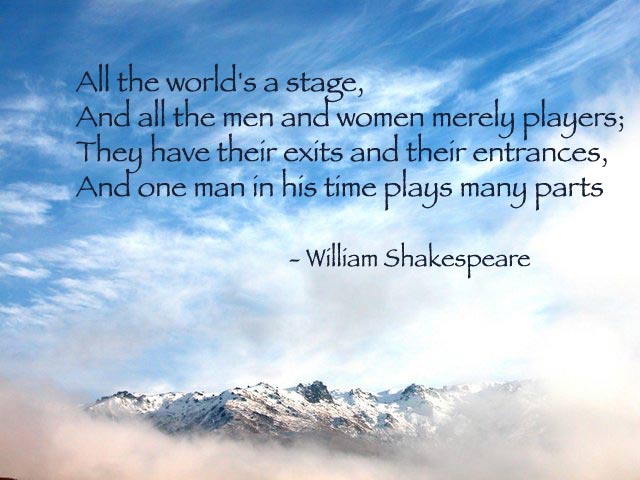 All the world's a stage,
And all the men and women merely players;
They have their exits and their entrances,
And one man in his time plays many parts
- William Shakespeare